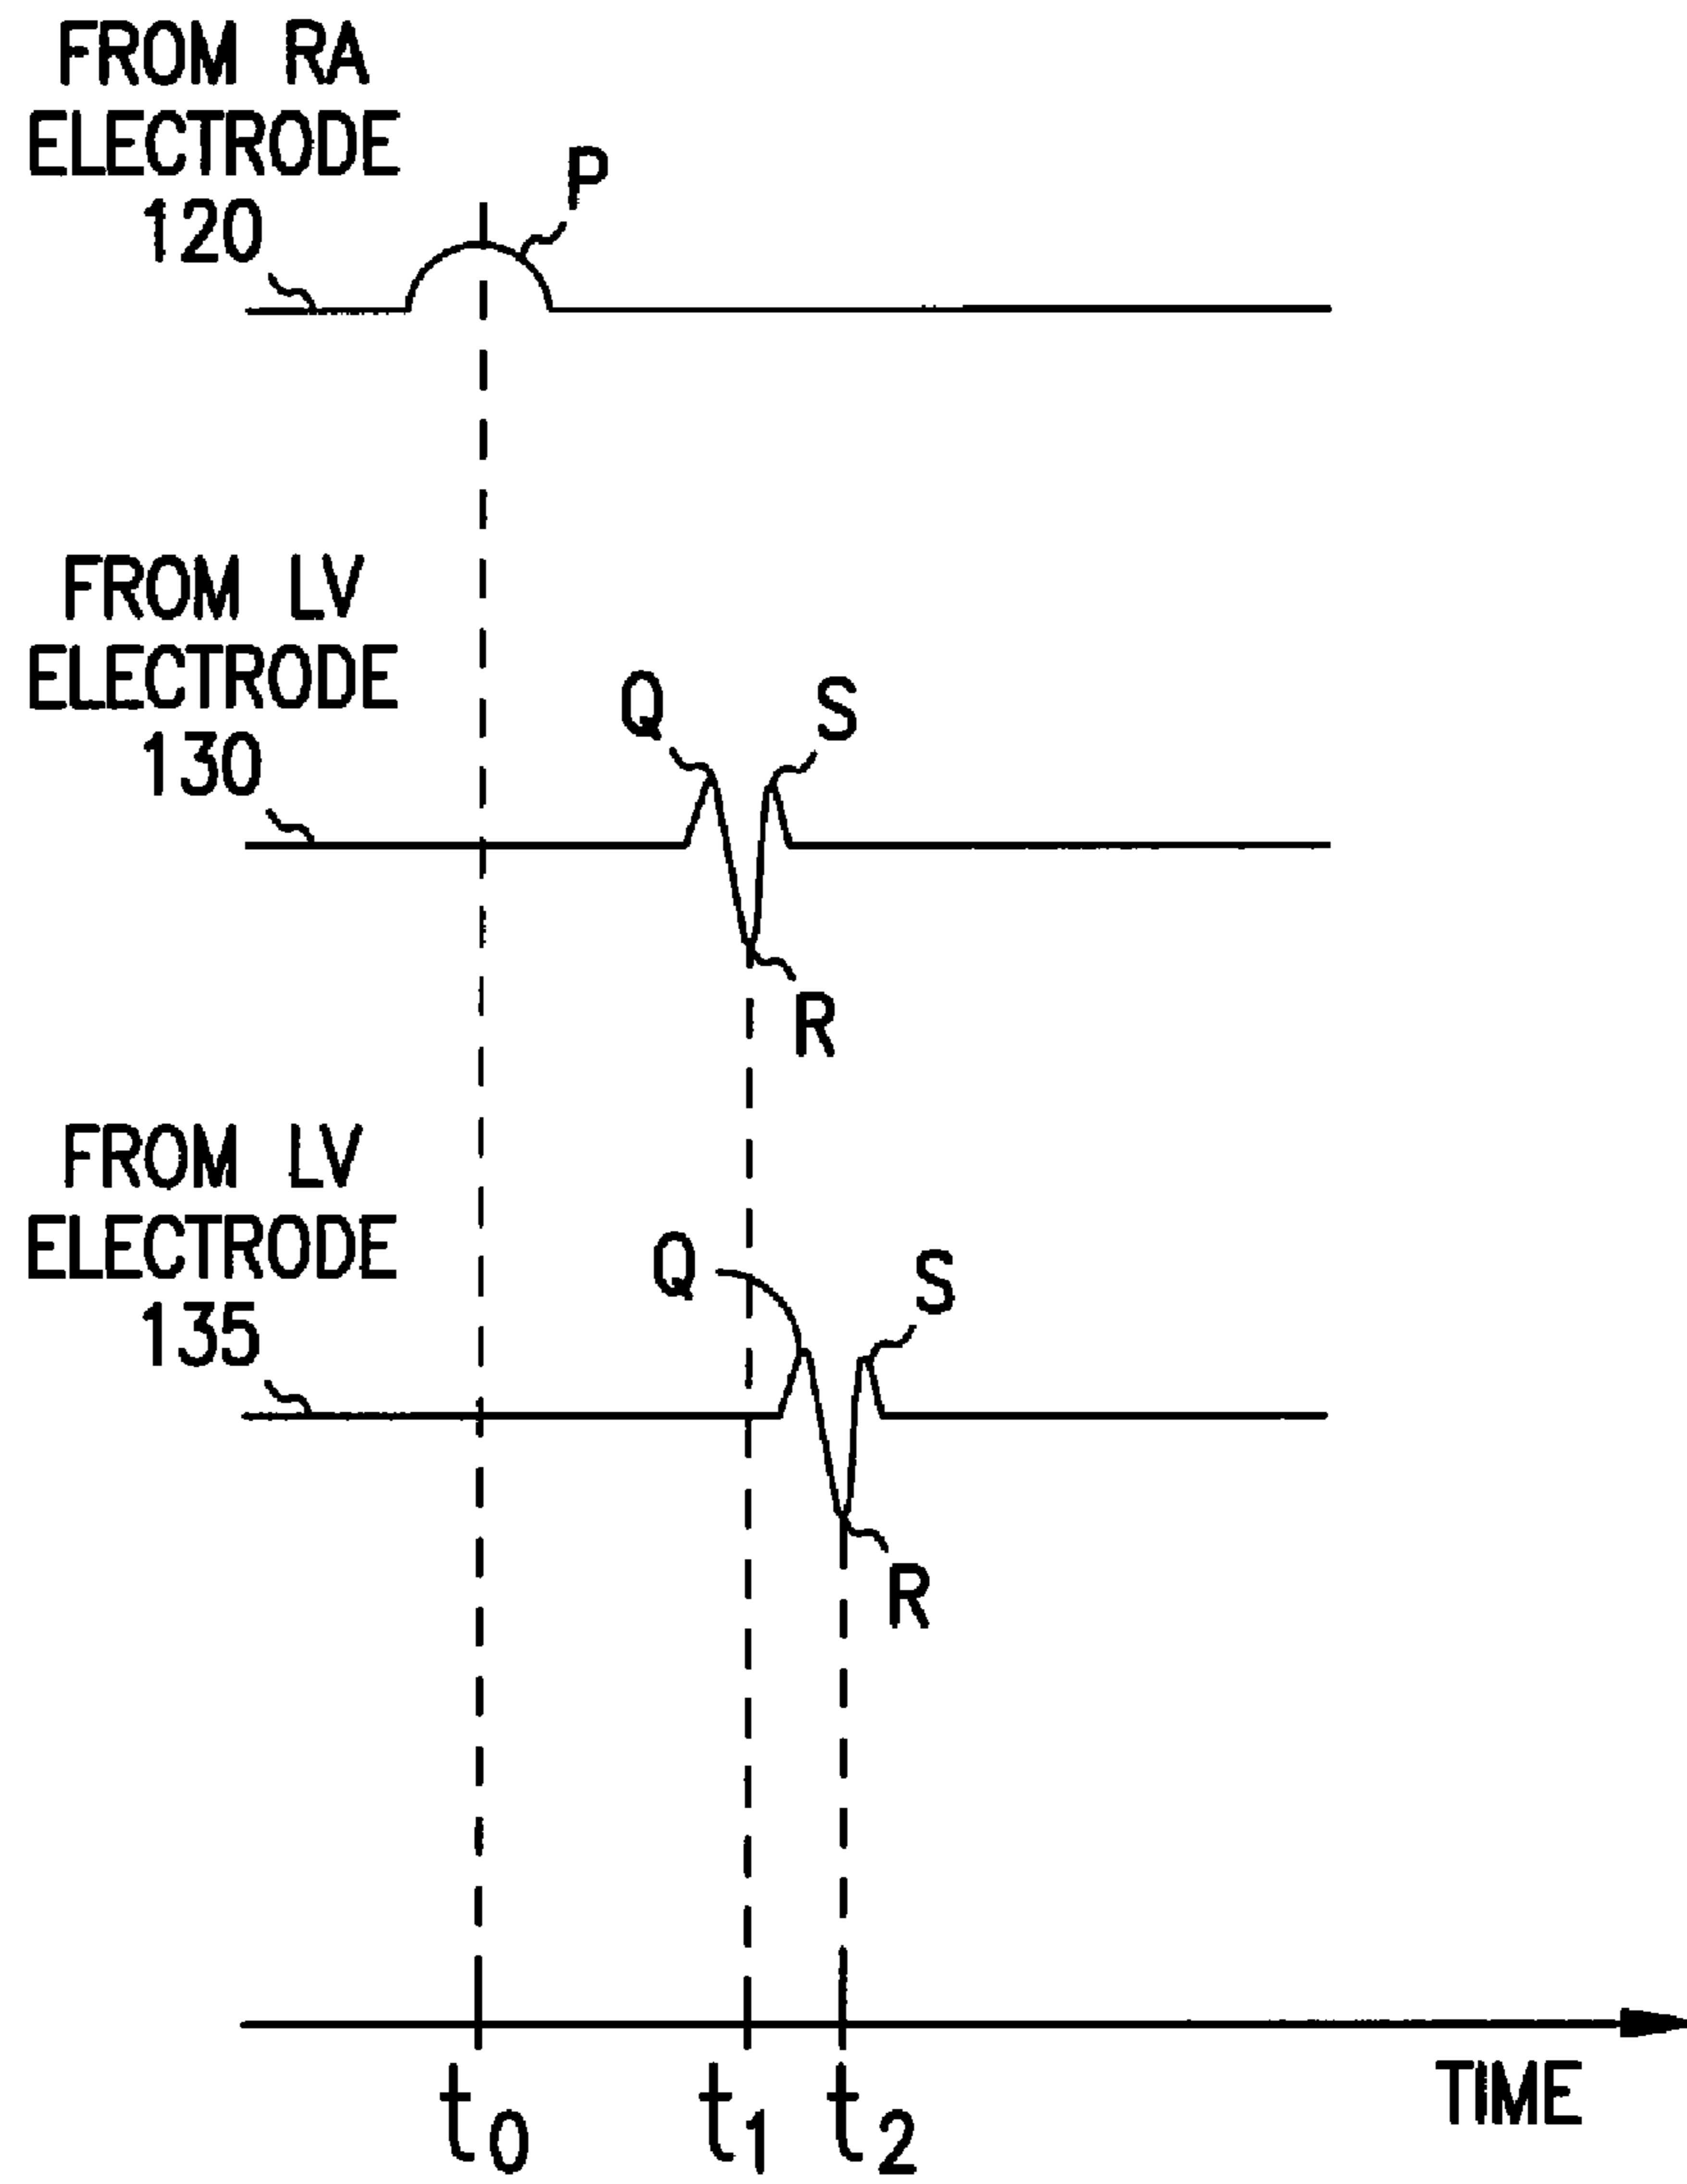 FROM RA
ELECTRODE
120
P
FROM LV
ELECTRODE
130
Q
S
R
FROM LV
ELECTRODE
135
Q
S
R
t0
t1
t2
TIME